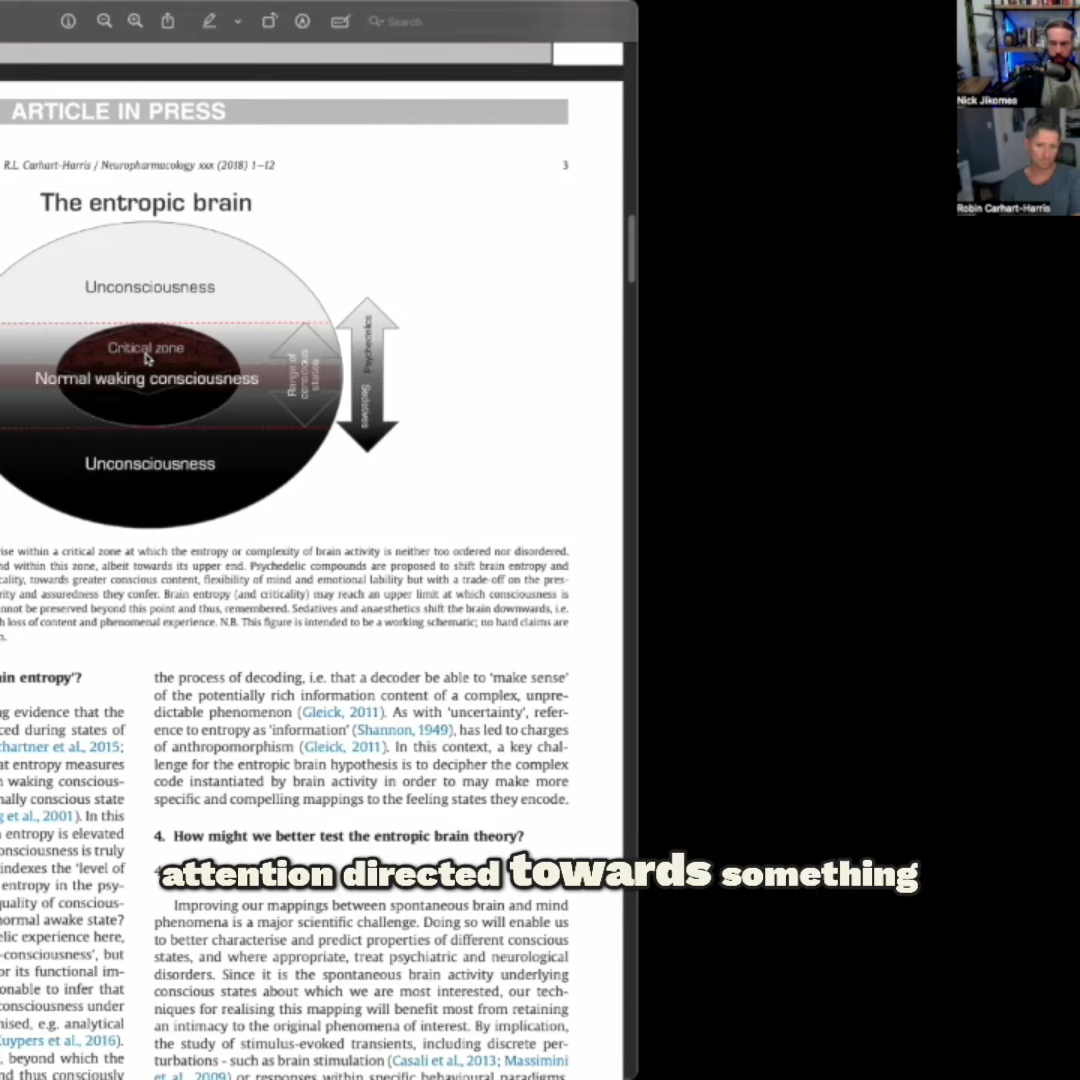 Search
Nick Jikomes
Robin Carhart-Harris
ARTICLE IN PRESS
R.L. Carhart-Harris / Neuropharmacology xxx (2018) 1–12
3
The entropic brain
Unconsciousness
Critical zone
Normal waking consciousness
Range of
conscious
states
Psychedelics
Sedatives
Unconsciousness
ise within a critical zone at which the entropy or complexity of brain activity is neither too ordered nor disordered.
nd within this zone, albeit towards its upper end. Psychedelic compounds are proposed to shift brain entropy and
cality, towards greater conscious content, flexibility of mind and emotional lability but with a trade-off on the pres-
rity and assuredness they confer. Brain entropy (and criticality) may reach an upper limit at which consciousness is
nnot be preserved beyond this point and thus, remembered. Sedatives and anaesthetics shift the brain downwards, i.e.
h loss of content and phenomenal experience. N.B. This figure is intended to be a working schematic; no hard claims are
n.
in entropy'?
ng evidence that the
ced during states of
chartner et al., 2015;
at entropy measures
n waking conscious-
nally conscious state
g et al., 2001). In this
entropy is elevated
onsciousness is truly
indexes the 'level of
entropy in the psy-
quality of conscious-
normal awake state?
elic experience here,
-consciousness', but
or its functional im-
onable to infer that
consciousness under
nised, e.g. analytical
Kuypers et al., 2016).
, beyond which the
nd thus consciously
the process of decoding, i.e. that a decoder be able to 'make sense'
of the potentially rich information content of a complex, unpre-
dictable phenomenon (Gleick, 2011). As with 'uncertainty', refer-
ence to entropy as 'information' (Shannon, 1949), has led to charges
of anthropomorphism (Gleick, 2011). In this context, a key chal-
lenge for the entropic brain hypothesis is to decipher the complex
code instantiated by brain activity in order to may make more
specific and compelling mappings to the feeling states they encode.
4. How might we better test the entropic brain theory?
attention directed towards something
Improving our mappings between spontaneous brain and mind
phenomena is a major scientific challenge. Doing so will enable us
to better characterise and predict properties of different conscious
states, and where appropriate, treat psychiatric and neurological
disorders. Since it is the spontaneous brain activity underlying
conscious states about which we are most interested, our tech-
niques for realising this mapping will benefit most from retaining
an intimacy to the original phenomena of interest. By implication,
the study of stimulus-evoked transients, including discrete per-
turbations - such as brain stimulation (Casali et al., 2013; Massimini
et al., 2009) or responses within specific behavioural paradigms,